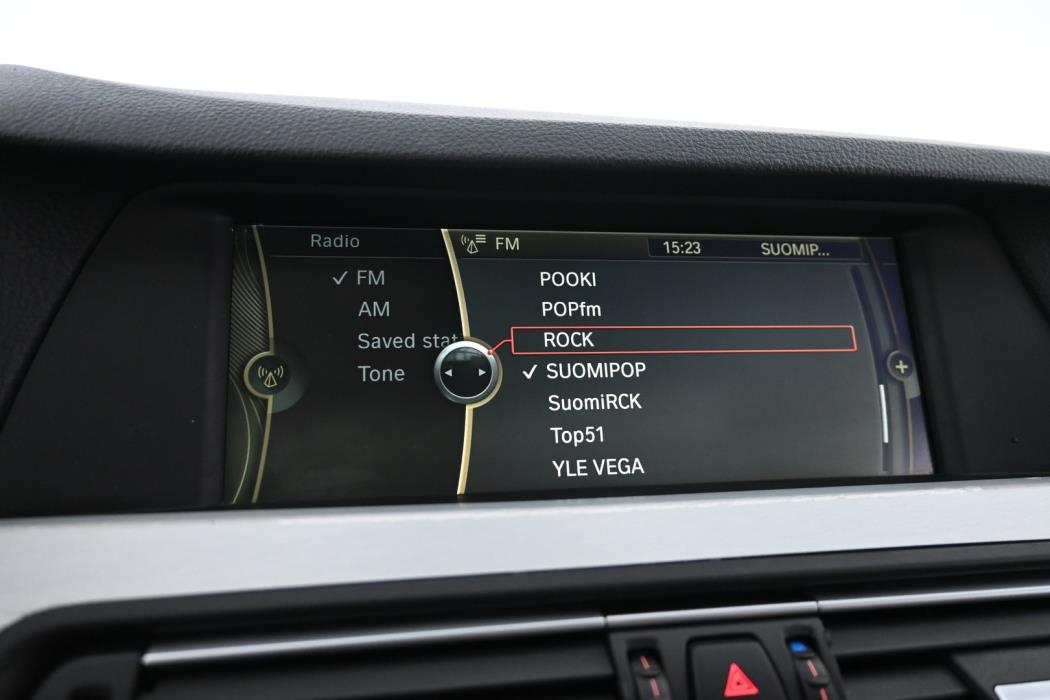 Radio
FM
AM
Saved stat
Tone
FM 15:23 SUOMIP...
POOKI
POPfm
ROCK
SUOMIPOP
SuomiRCK
Top51
YLE VEGA